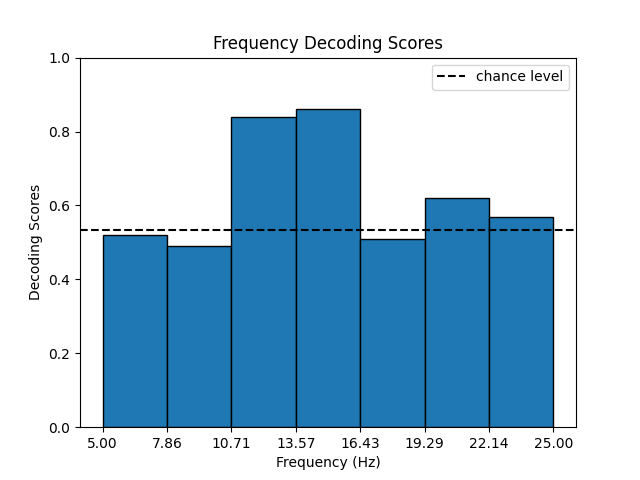 Frequency Decoding Scores
1.0
chance level
0.8
0.6
Decoding Scores
0.4
0.2
0.0
5.00 7.86 10.71 13.57 16.43 19.29 22.14 25.00
Frequency (Hz)